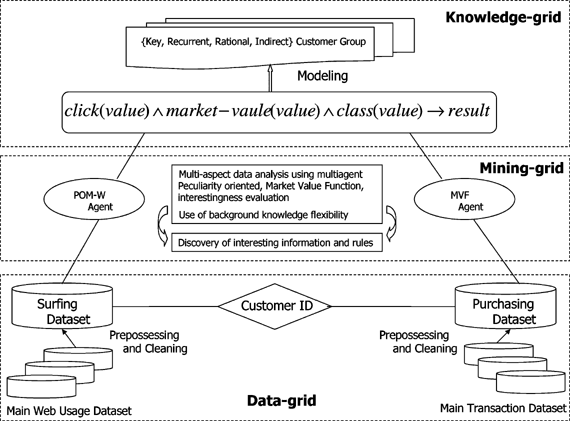 Knowledge-grid
{Key, Recurrent, Rational, Indirect} Customer Group
Modeling
click(value) ∧ market–vaule(value) ∧ class(value) → result
Mining-grid
POM-W
Agent
Multi-aspect data analysis using multiagent
Peculiarity oriented, Market Value Function,
interestingness evaluation
Use of background knowledge flexibility
Discovery of interesting information and rules
MVF
Agent
Surfing
Dataset
Customer ID
Purchasing
Dataset
Prepossessing
and Cleaning
Prepossessing
and Cleaning
Main Web Usage Dataset
Data-grid
Main Transaction Dataset